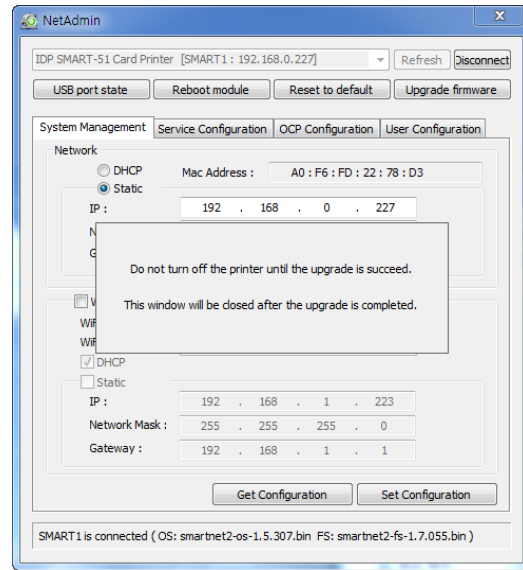 NetAdmin
IDP SMART-51 Card Printer [SMART1 : 192.168.0.227] Refresh Disconnect
USB port state Reboot module Reset to default Upgrade firmware
System Management Service Configuration OCP Configuration User Configuration
Network
DHCP Mac Address : A0 : F6 : FD : 22 : 78 : D3
Static
IP : 192 . 168 . 0 . 227
Do not turn off the printer until the upgrade is succeed.
This window will be closed after the upgrade is completed.
DHCP
Static
IP : 192 . 168 . 1 . 223
Network Mask : 255 . 255 . 255 . 0
Gateway : 192 . 168 . 1 . 1
Get Configuration Set Configuration
SMART1 is connected ( OS: smartnet2-os-1.5.307.bin FS: smartnet2-fs-1.7.055.bin )